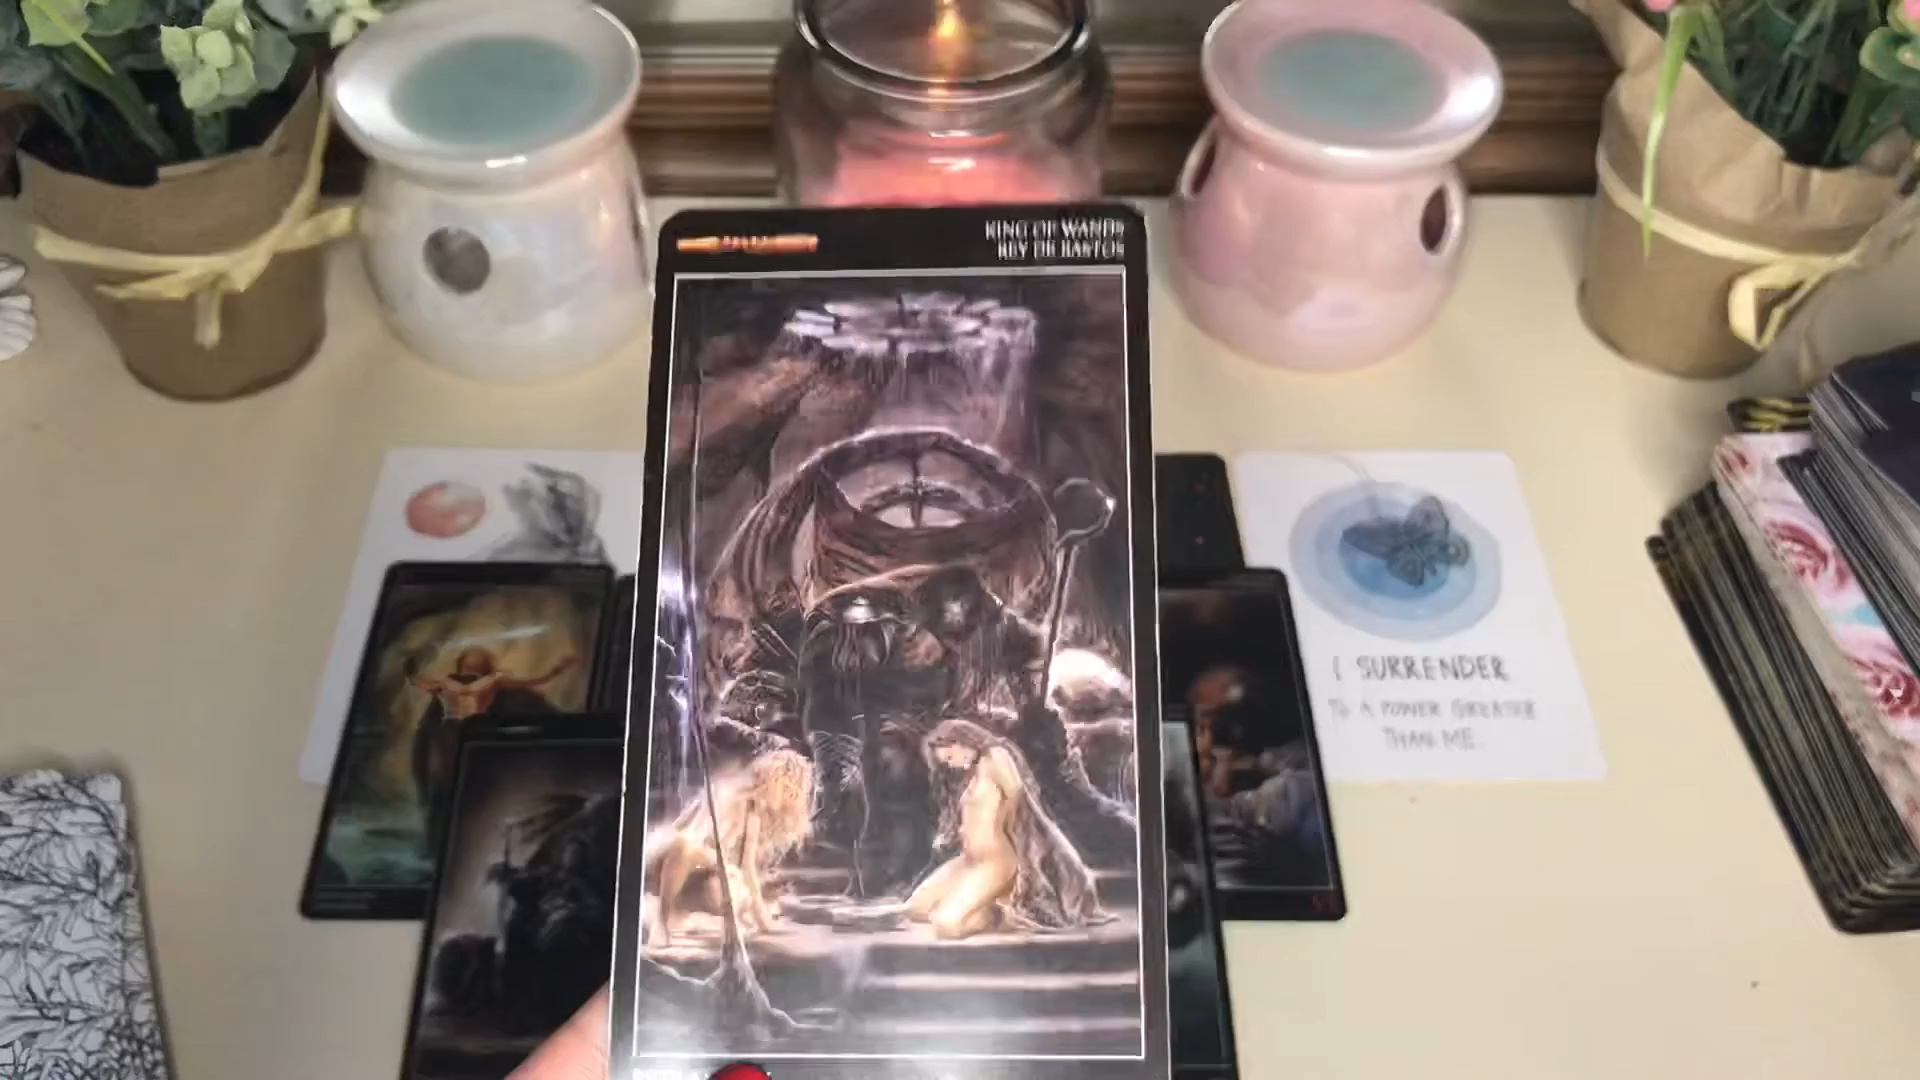 KING OF WANDS
REY DE BASTOS
I SURRENDER
TO A POWER GREATER
THAN ME